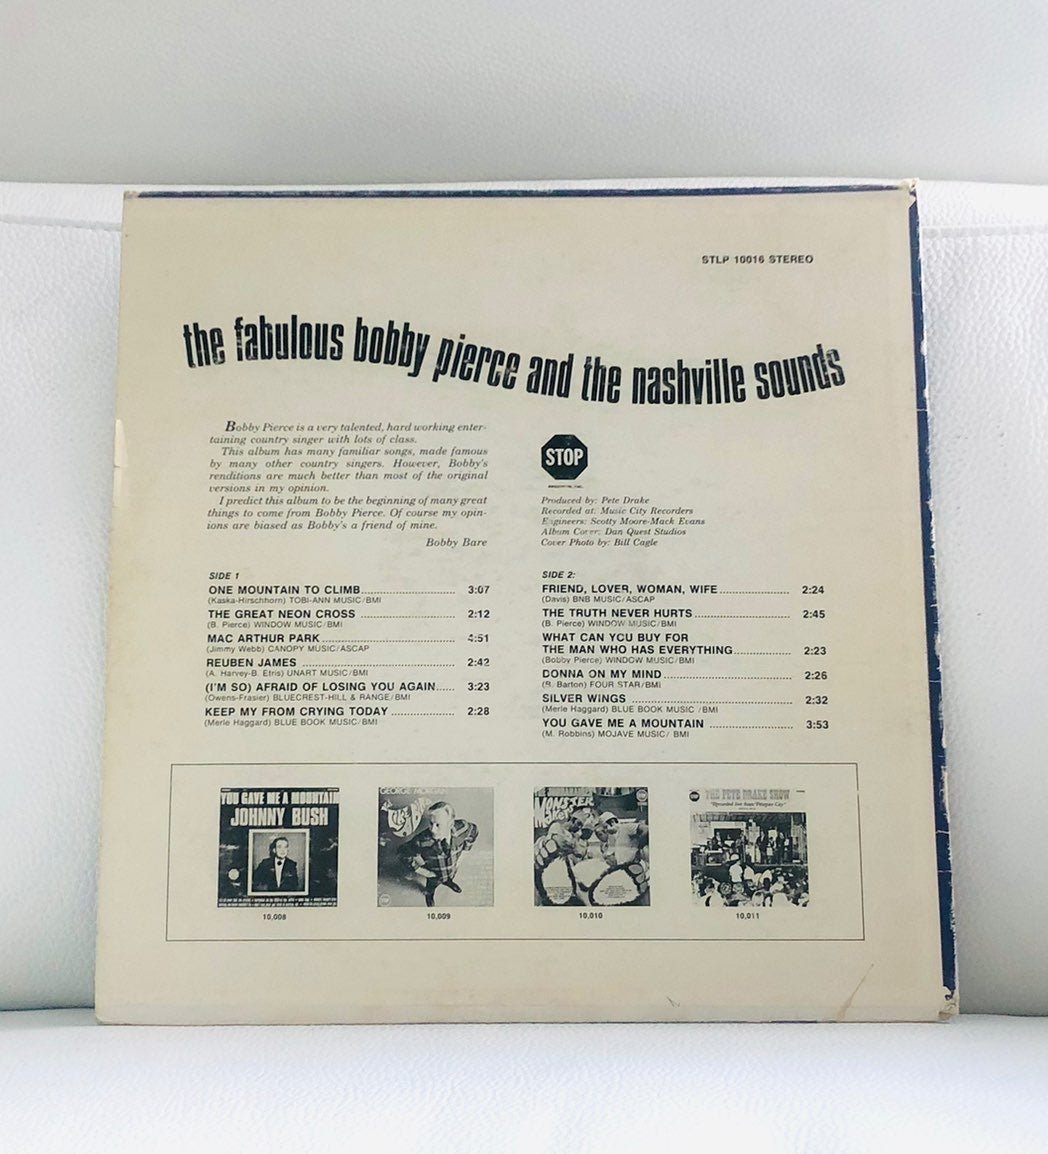 STLP 10016 STEREO
the fabulous bobby pierce and the nashville sounds
Bobby Pierce is a very talented, hard working enter-
taining country singer with lots of class.
This album has many familiar songs, made famous
by many other country singers. However, Bobby's
renditions are much better than most of the original
versions in my opinion.
I predict this album to be the beginning of many great
things to come from Bobby Pierce. Of course my opin-
ions are biased as Bobby's a friend of mine.
Bobby Bare
STOP
Produced by: Pete Drake
Recorded at: Music City Recorders
Engineers: Scotty Moore-Mack Evans
Album Cover: Dan Quest Studios
Cover Photo by: Bill Cagle
SIDE 1
ONE MOUNTAIN TO CLIMB 3:07
(Kaska-Hirschhorn) TOBI-ANN MUSIC/BMI
THE GREAT NEON CROSS 2:12
(B. Pierce) WINDOW MUSIC/BMI
MAC ARTHUR PARK 4:51
(Jimmy Webb) CANOPY MUSIC/ASCAP
REUBEN JAMES 2:42
(A. Harvey-B. Etris) UNART MUSIC/BMI
(I'M SO) AFRAID OF LOSING YOU AGAIN 3:23
(Owens-Frasier) BLUECREST-HILL & RANGE/BMI
KEEP MY FROM CRYING TODAY 2:28
(Merle Haggard) BLUE BOOK MUSIC/BMI
SIDE 2:
FRIEND, LOVER, WOMAN, WIFE 2:24
(Davis) BNB MUSIC/ASCAP
THE TRUTH NEVER HURTS 2:45
(B. Pierce) WINDOW MUSIC/BMI
WHAT CAN YOU BUY FOR
THE MAN WHO HAS EVERYTHING 2:23
(Bobby Pierce) WINDOW MUSIC/BMI
DONNA ON MY MIND 2:26
(B. Barton) FOUR STAR/BMI
SILVER WINGS 2:32
(Merle Haggard) BLUE BOOK MUSIC /BMI
YOU GAVE ME A MOUNTAIN 3:53
(M. Robbins) MOJAVE MUSIC/ BMI
YOU GAVE ME A MOUNTAIN
JOHNNY BUSH
10,008
GEORGE MORGAN
10,009
MONSTER
10,010
THE PETE DRAKE SHOW
10,011